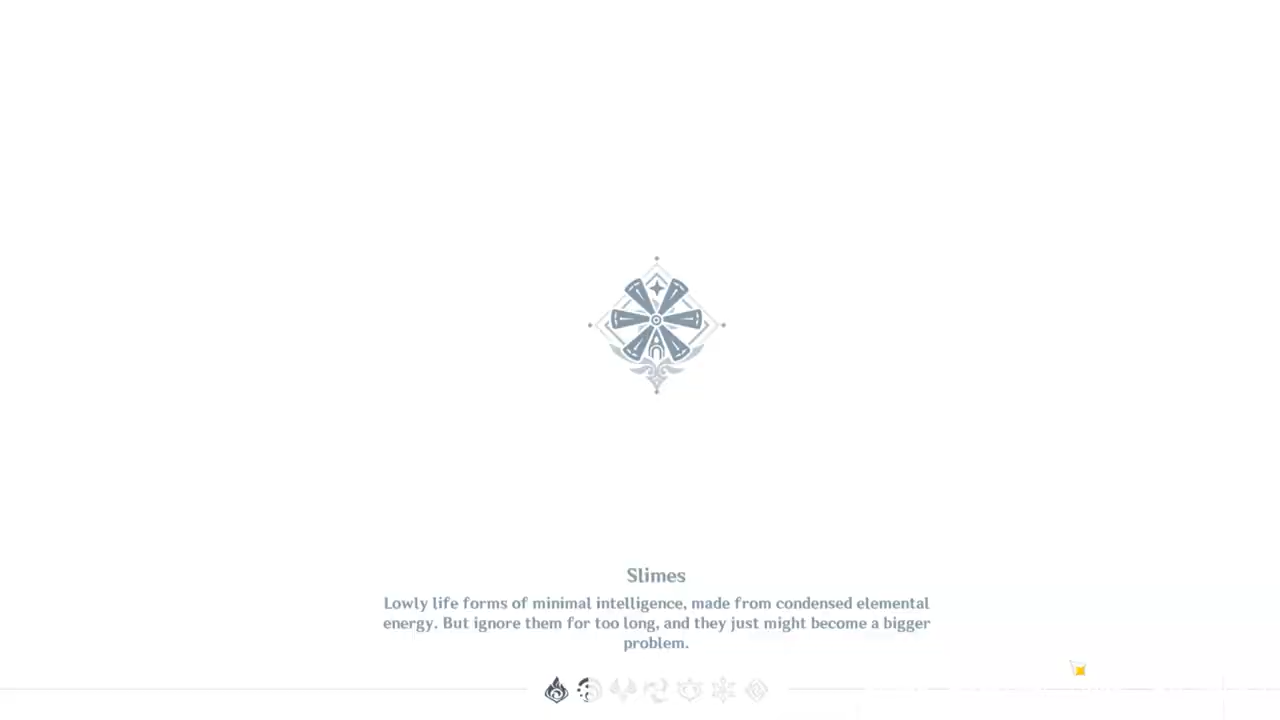 Slimes
Lowly life forms of minimal intelligence, made from condensed elemental
energy. But ignore them for too long, and they just might become a bigger
problem.